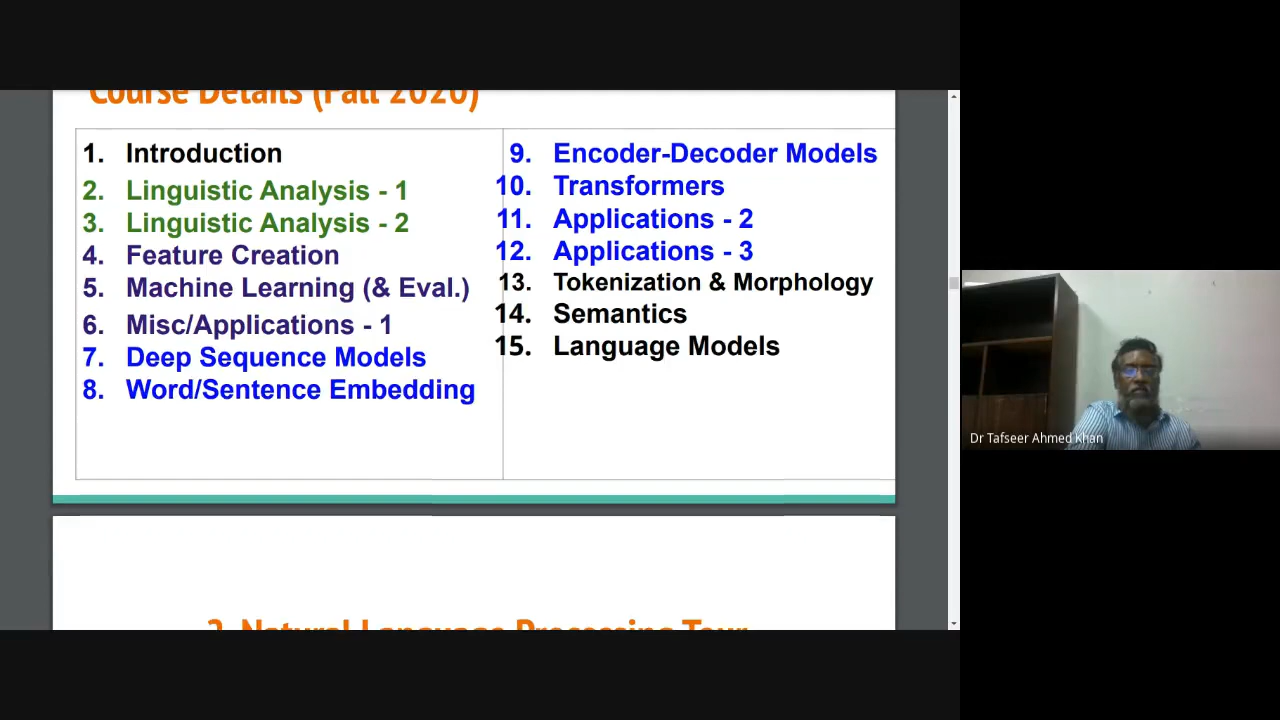 Course Details (Fall 2020)
1. Introduction
2. Linguistic Analysis - 1
3. Linguistic Analysis - 2
4. Feature Creation
5. Machine Learning (& Eval.)
6. Misc/Applications - 1
7. Deep Sequence Models
8. Word/Sentence Embedding
9. Encoder-Decoder Models
10. Transformers
11. Applications - 2
12. Applications - 3
13. Tokenization & Morphology
14. Semantics
15. Language Models
2. Natural Language Processing Tour
Dr Tafseer Ahmed Khan